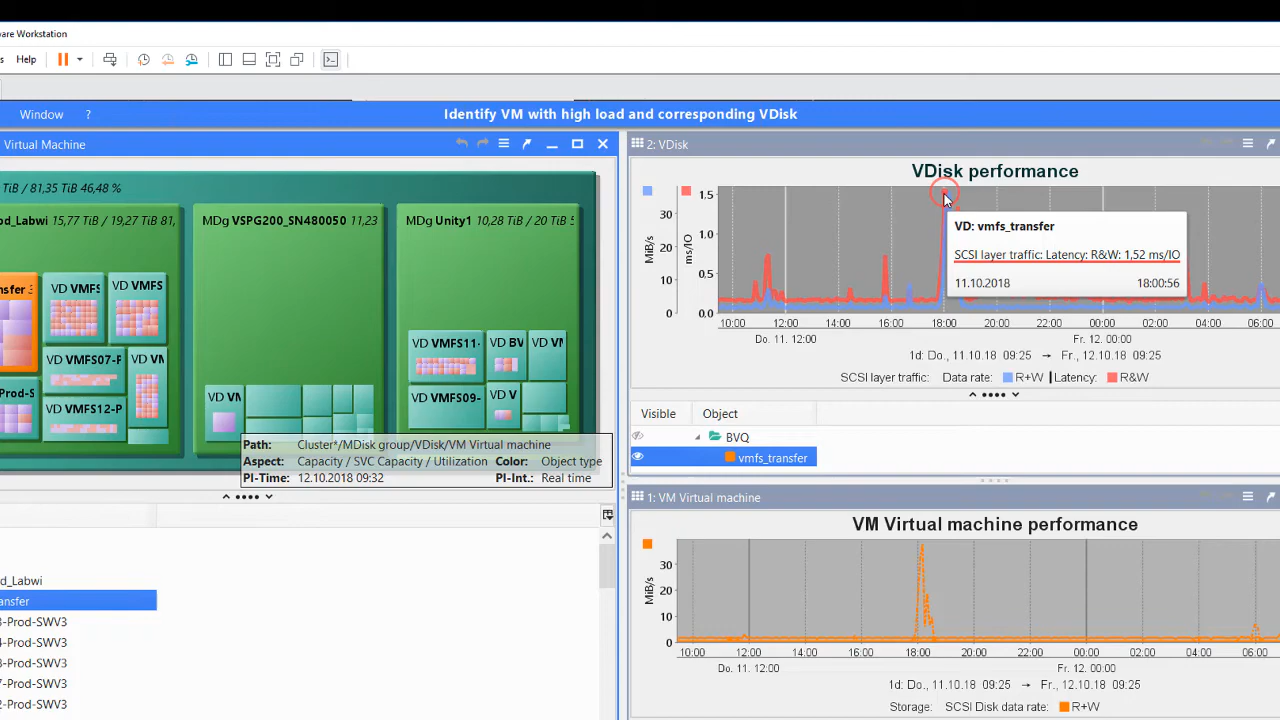 ware Workstation
s Help
Window ?
Identify VM with high load and corresponding VDisk
Virtual Machine
TiB / 81,35 TiB 46,48 %
od_Labwi 15,77 TiB / 19,27 TiB 81,
MDg VSPG200_SN480050 11,23
MDg Unity1 10,28 TiB / 20 TiB 5
nsfer 3
VD VMFS
VD VMFS
VD VMFS07-F
VD VM
Prod-S
VD VMFS12-P
VD VM
VD VMFS11-
VD BV
VD VM
VD VMFS09-
VD V
Path: Cluster*/MDisk group/VDisk/VM Virtual machine
Aspect: Capacity / SVC Capacity / Utilization Color: Object type
PI-Time: 12.10.2018 09:32 PI-Int.: Real time
od_Labwi
ansfer
3-Prod-SWV3
4-Prod-SWV3
3-Prod-SWV3
7-Prod-SWV3
2-Prod-SWV3
2: VDisk
VDisk performance
MiB/s
30
20
10
0
ms/IO
1.5
1.0
0.5
0.0
VD: vmfs_transfer
SCSI layer traffic: Latency: R&W: 1,52 ms/IO
11.10.2018 18:00:56
10:00 12:00 14:00 16:00 18:00 20:00 22:00 00:00 02:00 04:00 06:00
Do. 11. 12:00 Fr. 12. 00:00
1d: Do., 11.10.18 09:25 → Fr., 12.10.18 09:25
SCSI layer traffic: Data rate: R+W Latency: R&W
Visible Object
BVQ
vmfs_transfer
1: VM Virtual machine
VM Virtual machine performance
MiB/s
30
20
10
0
10:00 12:00 14:00 16:00 18:00 20:00 22:00 00:00 02:00 04:00 06:00
Do. 11. 12:00 Fr. 12. 00:00
1d: Do., 11.10.18 09:25 → Fr., 12.10.18 09:25
Storage: SCSI Disk data rate: R+W